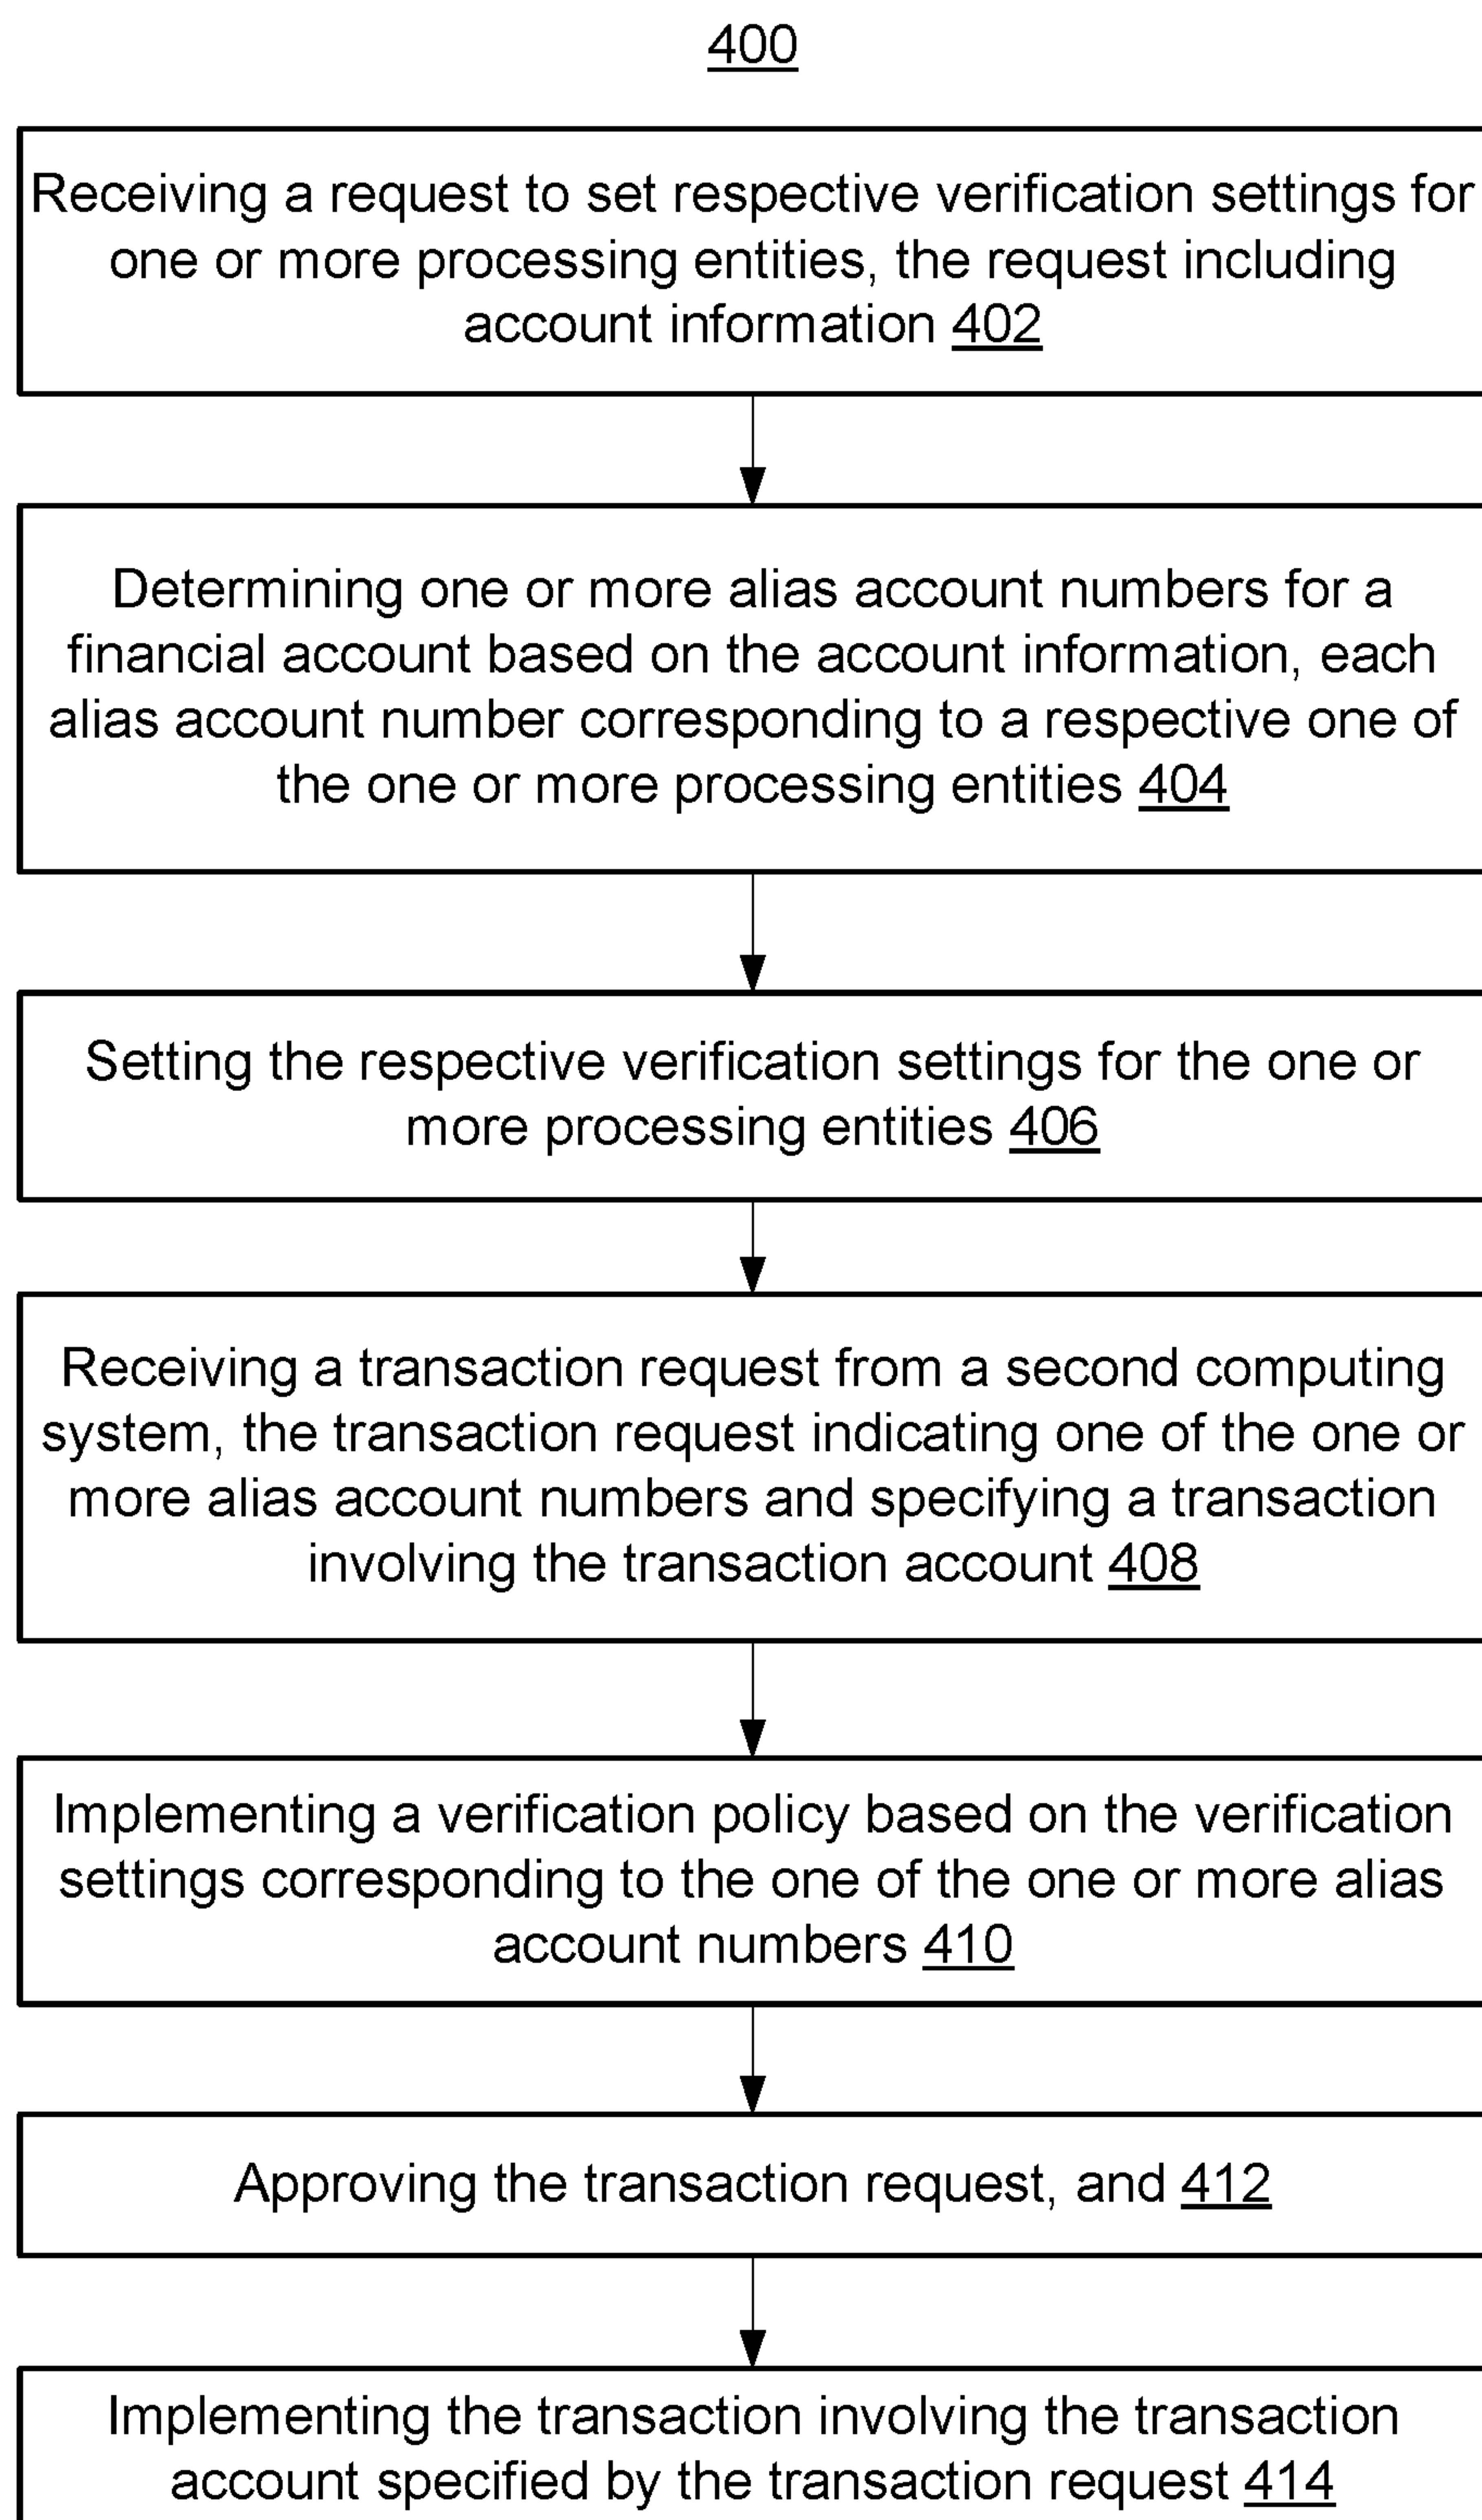 400
Receiving a request to set respective verification settings for
one or more processing entities, the request including
account information 402
Determining one or more alias account numbers for a
financial account based on the account information, each
alias account number corresponding to a respective one of
the one or more processing entities 404
Setting the respective verification settings for the one or
more processing entities 406
Receiving a transaction request from a second computing
system, the transaction request indicating one of the one or
more alias account numbers and specifying a transaction
involving the transaction account 408
Implementing a verification policy based on the verification
settings corresponding to the one of the one or more alias
account numbers 410
Approving the transaction request, and 412
Implementing the transaction involving the transaction
account specified by the transaction request 414